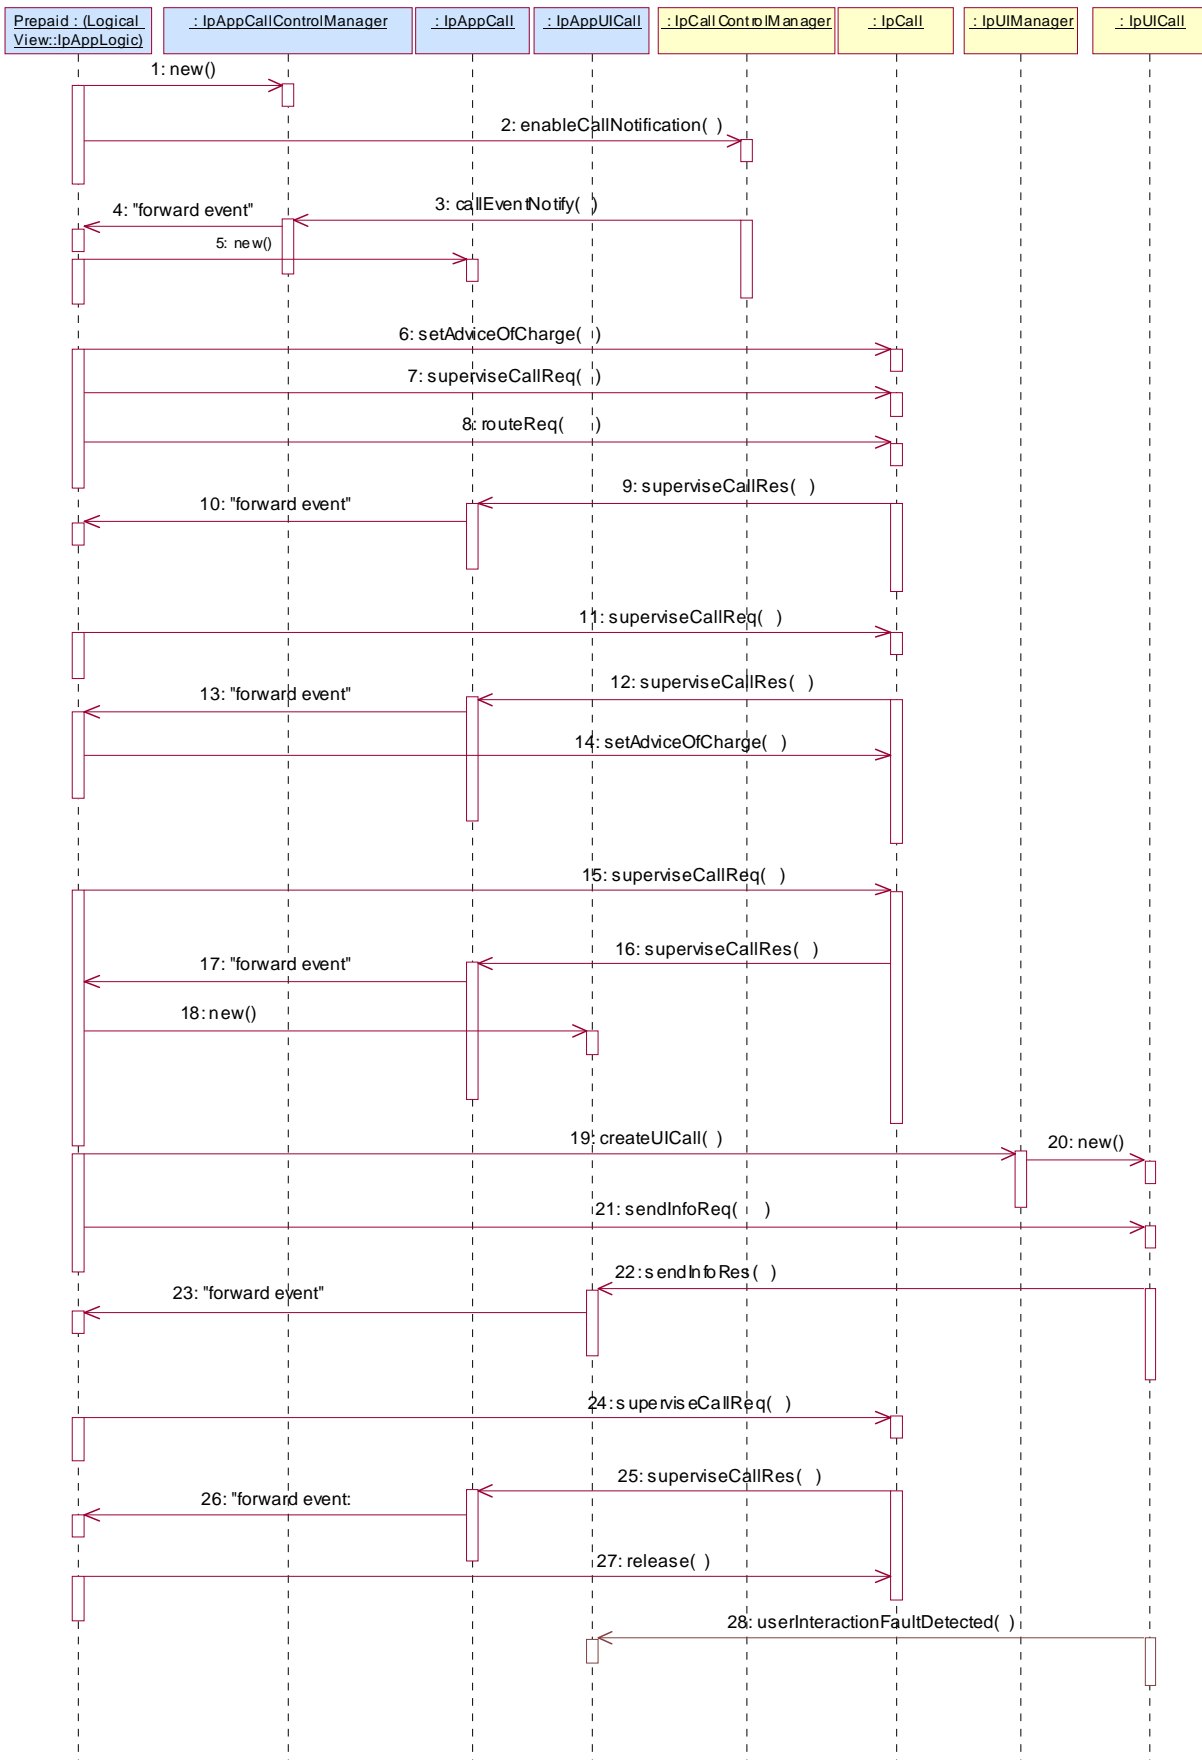 Prepaid : (Logical
View::IpAppLogic)
: IpAppCallControlManager
: IpAppCall
: IpAppUICall
: IpCallControlManager
: IpCall
: IpUIManager
: IpUICall
1: new()
2: enableCallNotification( )
3: callEventNotify( )
4: "forward event"
5: new()
6: setAdviceOfCharge( )
7: superviseCallReq( )
8: routeReq( )
9: superviseCallRes( )
10: "forward event"
11: superviseCallReq( )
12: superviseCallRes( )
13: "forward event"
14: setAdviceOfCharge( )
15: superviseCallReq( )
16: superviseCallRes( )
17: "forward event"
18: new()
19: createUICall( )
20: new()
21: sendInfoReq( )
22: sendInfoRes( )
23: "forward event"
24: superviseCallReq( )
25: superviseCallRes( )
26: "forward event:
27: release( )
28: userInteractionFaultDetected( )